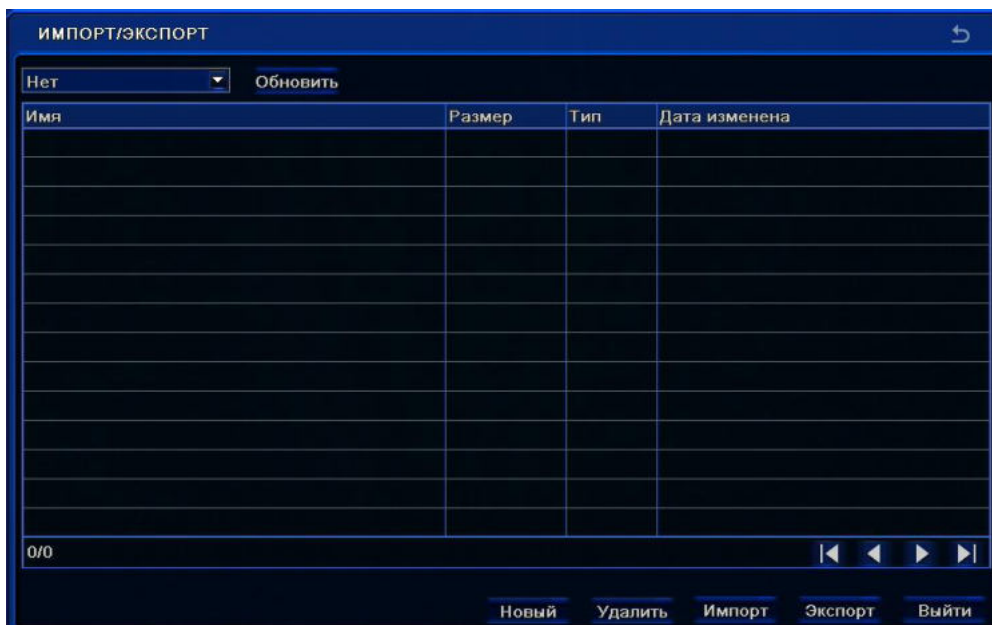 ИМПОРТ/ЭКСПОРТ
Нет Обновить
Имя Размер Тип Дата изменена
0/0
Новый Удалить Импорт Экспорт Выйти